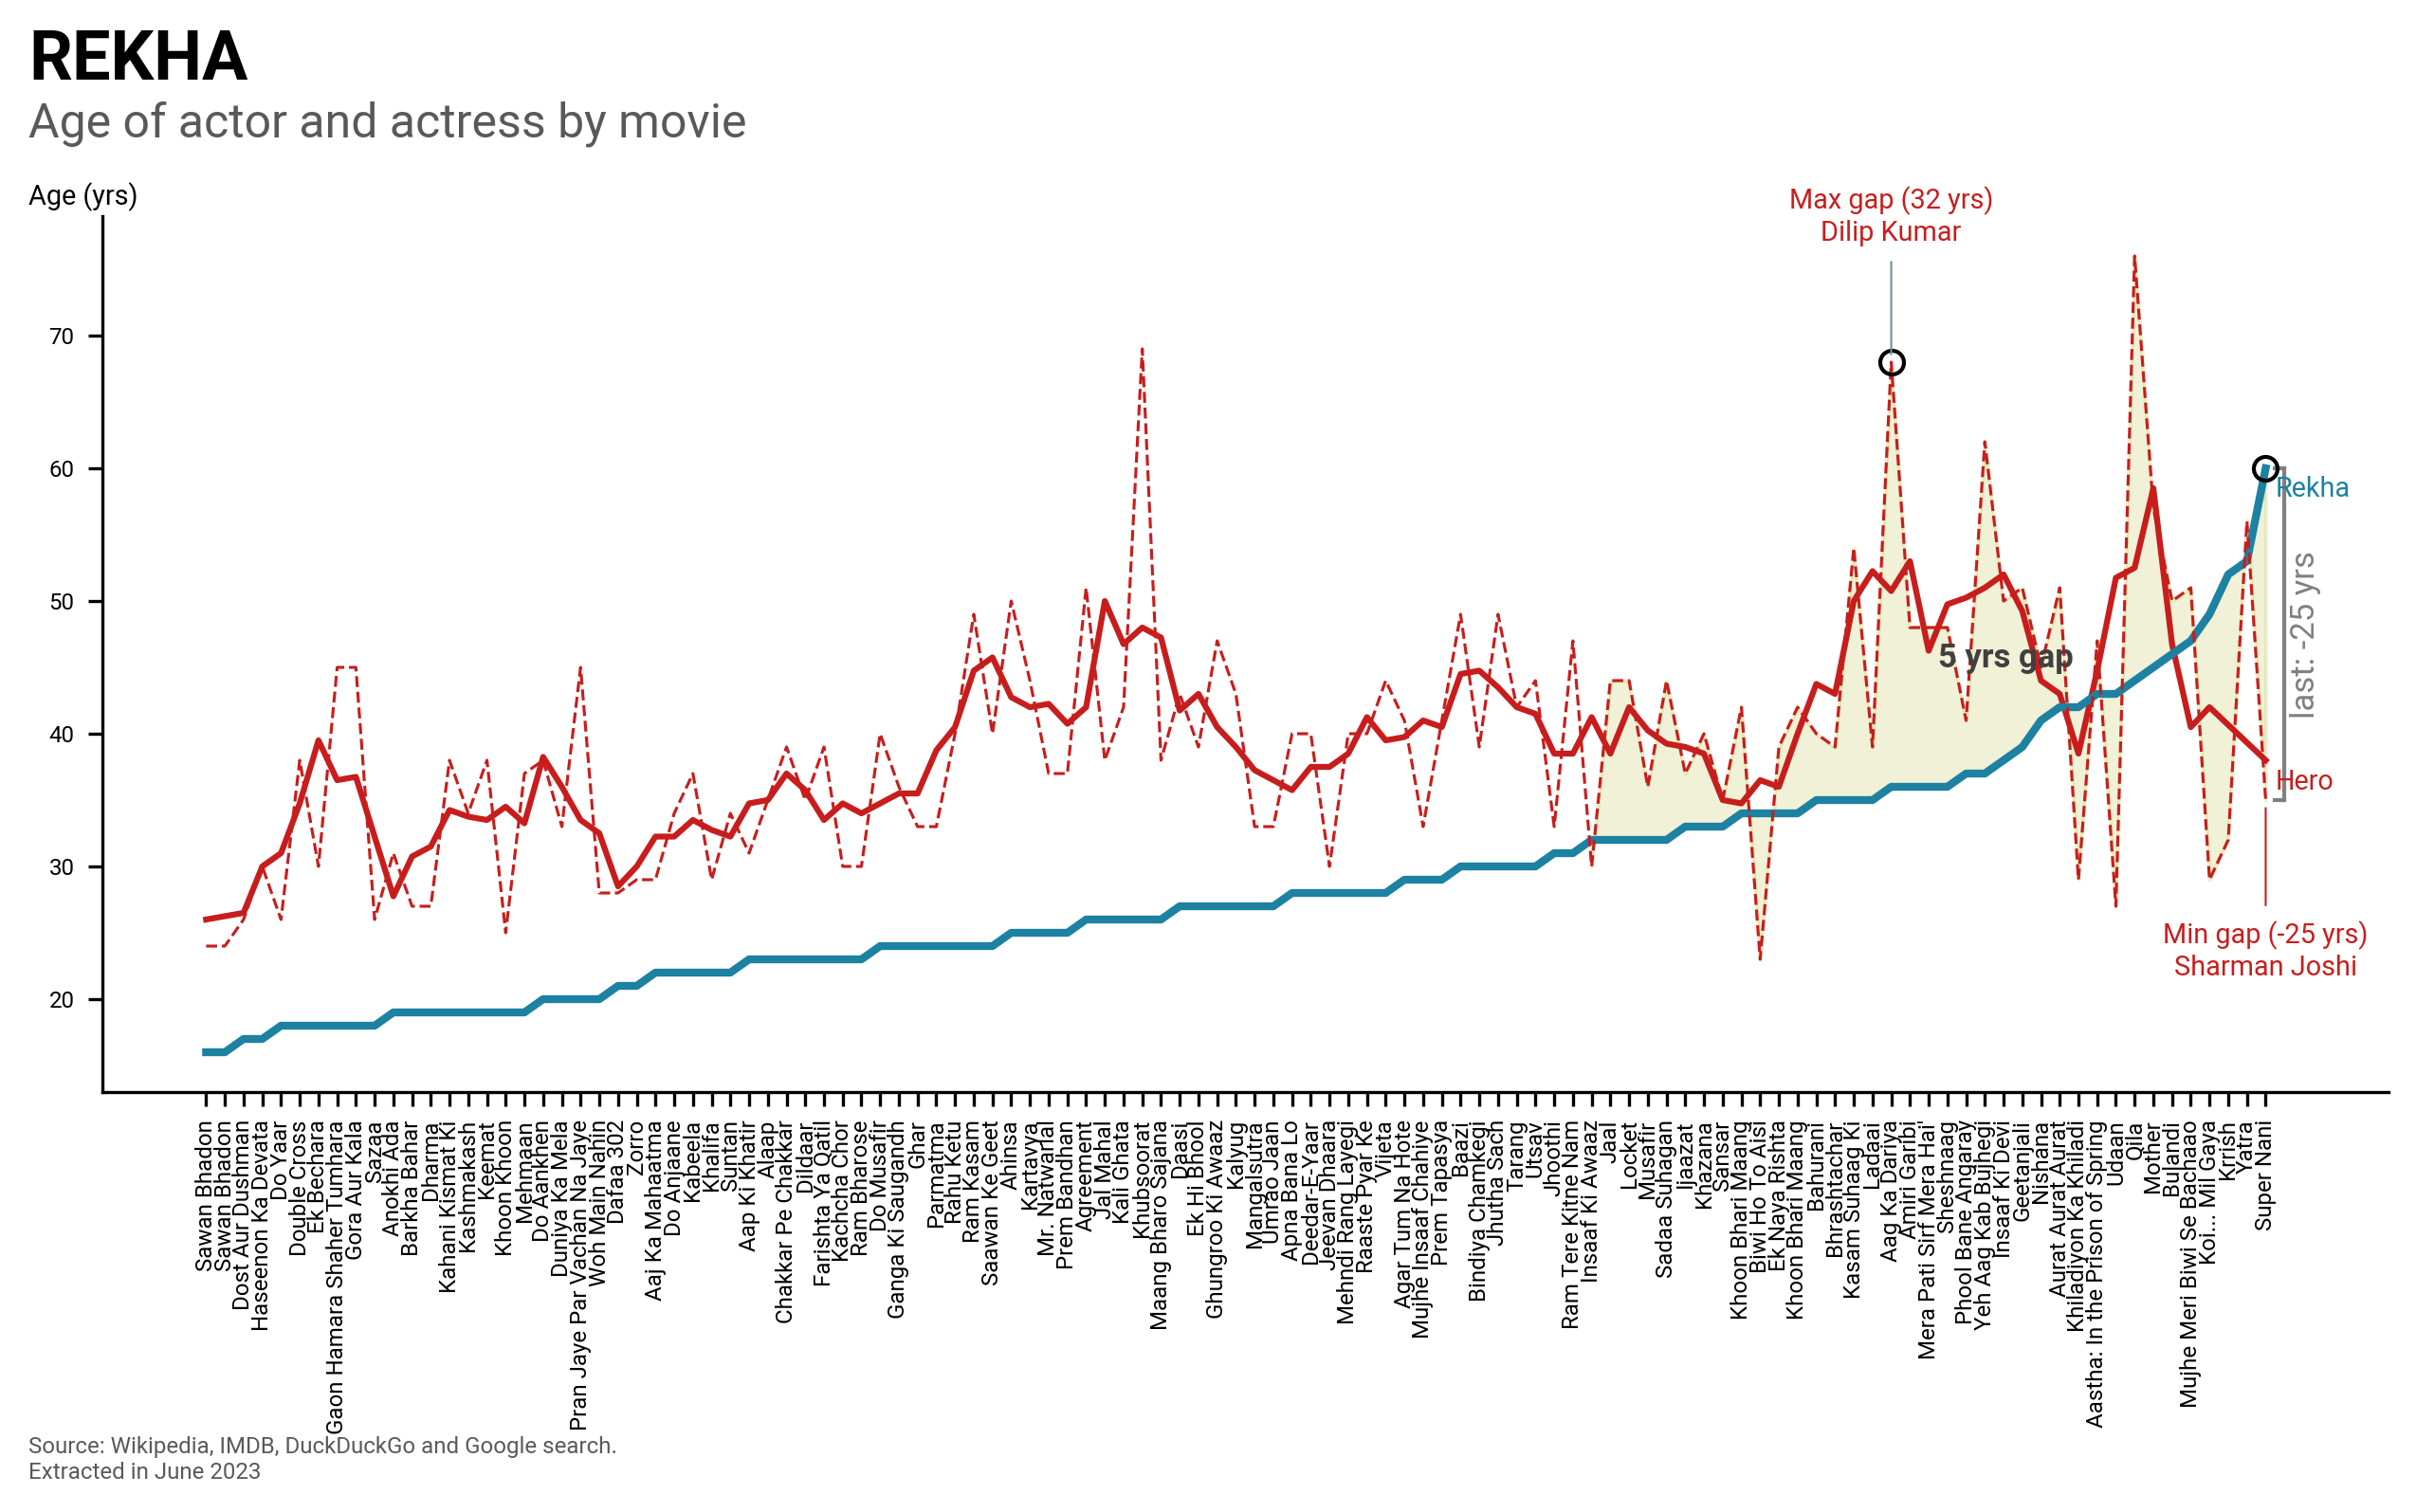 REKHA
Age of actor and actress by movie
Age (yrs)
Max gap (32 yrs)
Dilip Kumar
70
60
50
40
30
20
Rekha
last: -25 yrs
5 yrs gap
Hero
Min gap (-25 yrs)
Sharman Joshi
Sawan Bhadon
Sawan Bhadon
Dost Aur Dushman
Haseenon Ka Devata
Do Yaar
Double Cross
Ek Bechara
Gaon Hamara Shaher Tumhara
Gora Aur Kala
Sazaa
Anokhi Ada
Barkha Bahar
Dharma
Kahani Kismat Ki
Kashmakash
Keemat
Khoon Khoon
Mehmaan
Do Aankhen
Duniya Ka Mela
Pran Jaye Par Vachan Na Jaye
Woh Main Nahin
Dafaa 302
Zorro
Aaj Ka Mahaatma
Do Anjaane
Kabeela
Khalifa
Suntan
Aap Ki Khatir
Alaap
Chakkar Pe Chakkar
Dildaar
Farishta Ya Qatil
Kachcha Chor
Ram Bharose
Do Musafir
Ganga Ki Saugandh
Ghar
Parmatma
Rahu Ketu
Ram Kasam
Saawan Ke Geet
Ahinsa
Kartavya
Mr. Natwarlal
Prem Bandhan
Agreement
Jal Mahal
Kali Ghata
Khubsoorat
Maang Bharo Sajana
Daasi
Ek Hi Bhool
Ghungroo Ki Awaaz
Kalyug
Mangalsutra
Umrao Jaan
Apna Bana Lo
Deedar-E-Yaar
Jeevan Dhaara
Mehndi Rang Layegi
Raaste Pyar Ke
Vijeta
Agar Tum Na Hote
Mujhe Insaaf Chahiye
Prem Tapasya
Baazi
Bindiya Chamkegi
Jhutha Sach
Tarang
Utsav
Jhoothi
Ram Tere Kitne Nam
Insaaf Ki Awaaz
Jaal
Locket
Musafir
Sadaa Suhagan
Ijaazat
Khazana
Sansar
Khoon Bhari Maang
Biwi Ho To Aisi
Ek Naya Rishta
Khoon Bhari Maang
Bahurani
Bhrashtachar
Kasam Suhaag Ki
Ladaai
Aag Ka Dariya
Amiri Garibi
Mera Pati Sirf Mera Hai'
Sheshnaag
Phool Bane Angaray
Yeh Aag Kab Bujhegi
Insaaf Ki Devi
Geetanjali
Nishana
Aurat Aurat Aurat
Khiladiyon Ka Khiladi
Aastha: In the Prison of Spring
Udaan
Qila
Mother
Bulandi
Mujhe Meri Biwi Se Bachaao
Koi... Mil Gaya
Krrish
Yatra
Super Nani
Source: Wikipedia, IMDB, DuckDuckGo and Google search.
Extracted in June 2023